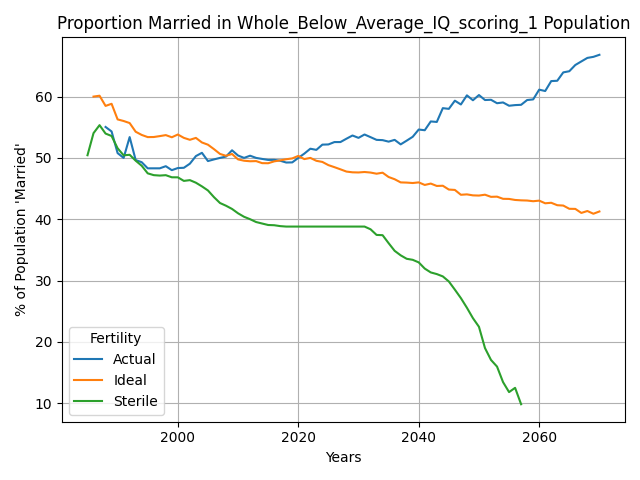 Proportion Married in Whole_Below_Average_IQ_scoring_1 Population
% of Population 'Married'
60
50
40
30
20
10
Fertility
Actual
Ideal
Sterile
2000
2020
2040
2060
Years